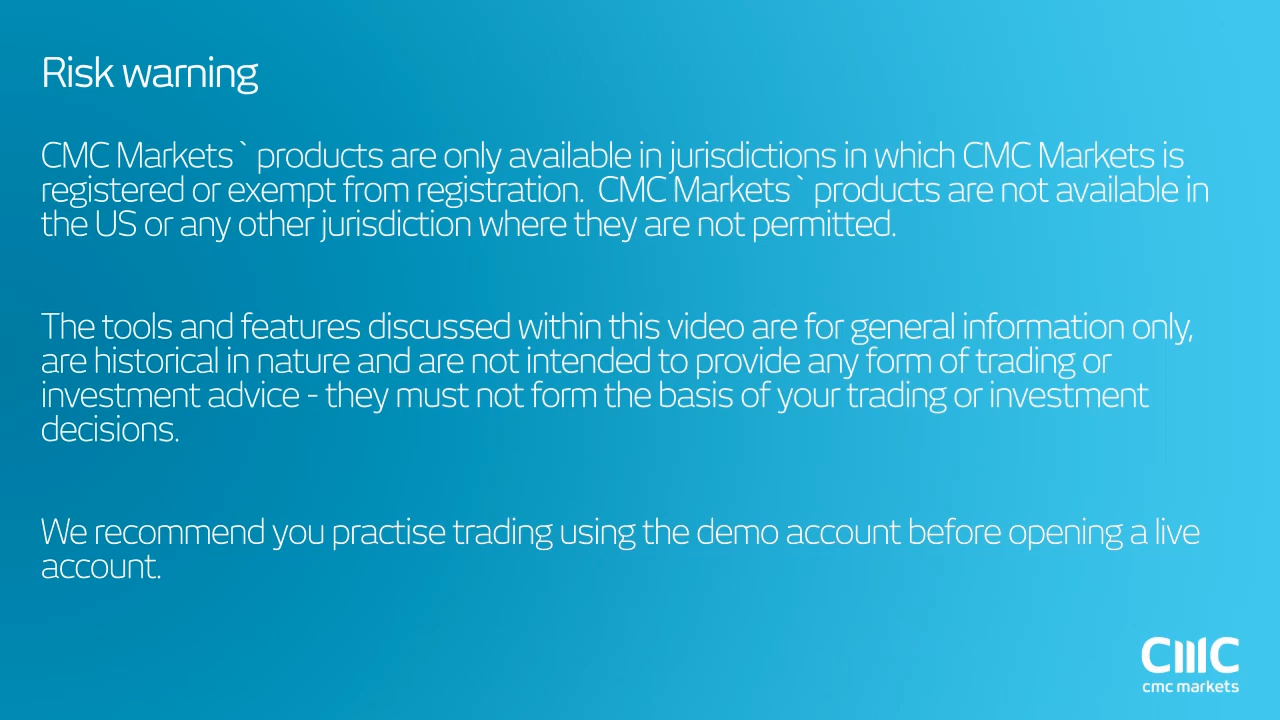 Risk warning
CMC Markets` products are only available in jurisdictions in which CMC Markets is
registered or exempt from registration.  CMC Markets` products are not available in
the US or any other jurisdiction where they are not permitted.
The tools and features discussed within this video are for general information only,
are historical in nature and are not intended to provide any form of trading or
investment advice - they must not form the basis of your trading or investment
decisions.
We recommend you practise trading using the demo account before opening a live
account.
CMC
cmc markets